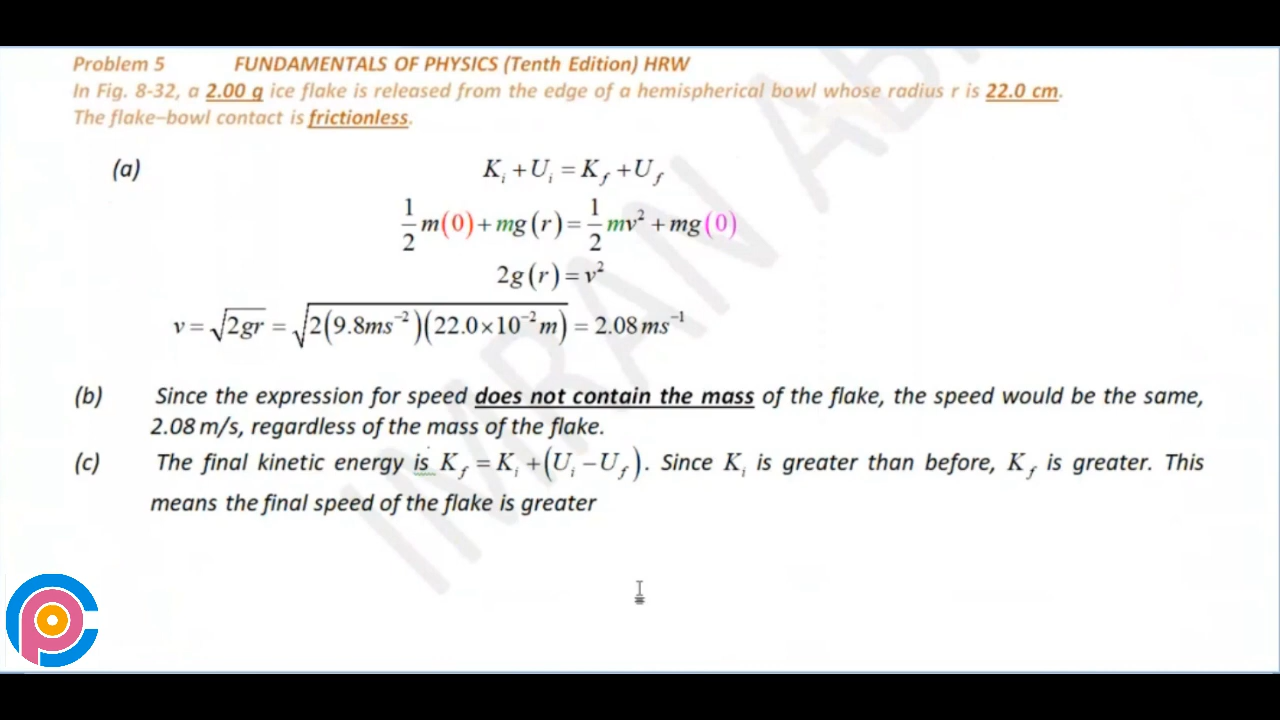 Problem 5 FUNDAMENTALS OF PHYSICS (Tenth Edition) HRW
In Fig. 8-32, a 2.00 g ice flake is released from the edge of a hemispherical bowl whose radius r is 22.0 cm.
The flake–bowl contact is frictionless.
(a) K_i + U_i = K_f + U_f
1/2 m(0) + mg(r) = 1/2 mv² + mg(0)
2g(r) = v²
v = √2gr = √2(9.8ms⁻²)(22.0×10⁻²m) = 2.08 ms⁻¹
(b) Since the expression for speed does not contain the mass of the flake, the speed would be the same,
2.08 m/s, regardless of the mass of the flake.
(c) The final kinetic energy is K_f = K_i + (U_i − U_f). Since K_i is greater than before, K_f is greater. This
means the final speed of the flake is greater